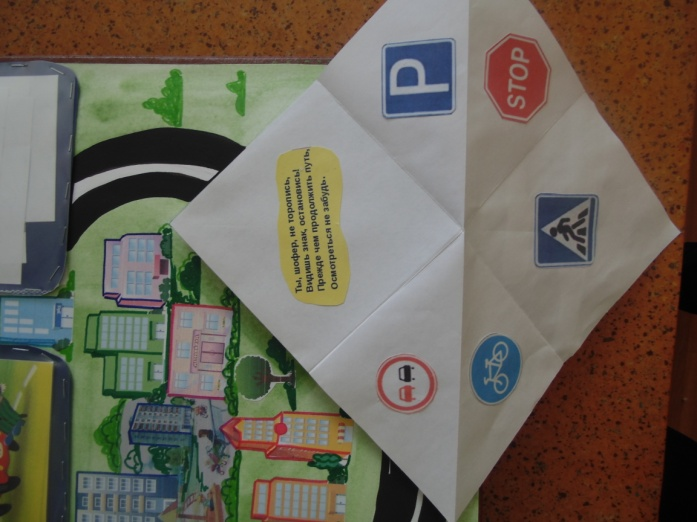 P
STOP
Ты, шофер, не торопись,
Видишь знак, остановись!
Прежде чем продолжить путь,
Осмотреться не забудь.